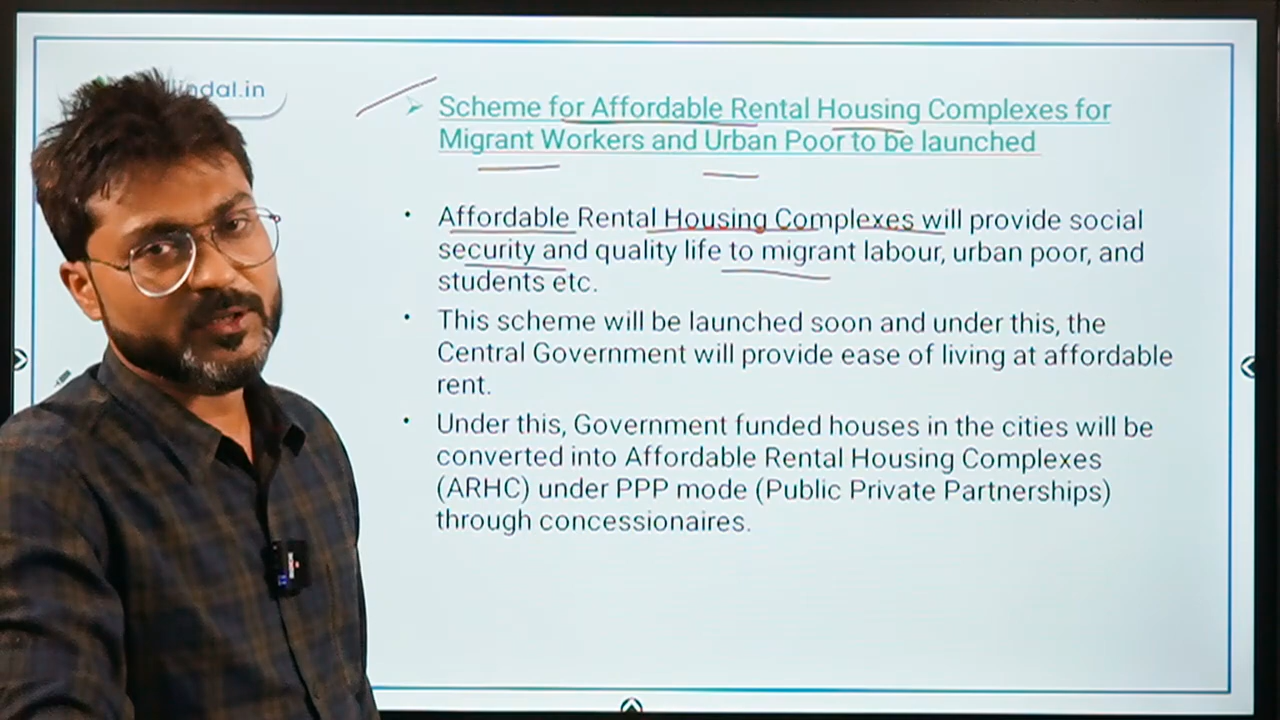 indal.in
➢ Scheme for Affordable Rental Housing Complexes for
Migrant Workers and Urban Poor to be launched
• Affordable Rental Housing Complexes will provide social
security and quality life to migrant labour, urban poor, and
students etc.
• This scheme will be launched soon and under this, the
Central Government will provide ease of living at affordable
rent.
• Under this, Government funded houses in the cities will be
converted into Affordable Rental Housing Complexes
(ARHC) under PPP mode (Public Private Partnerships)
through concessionaires.